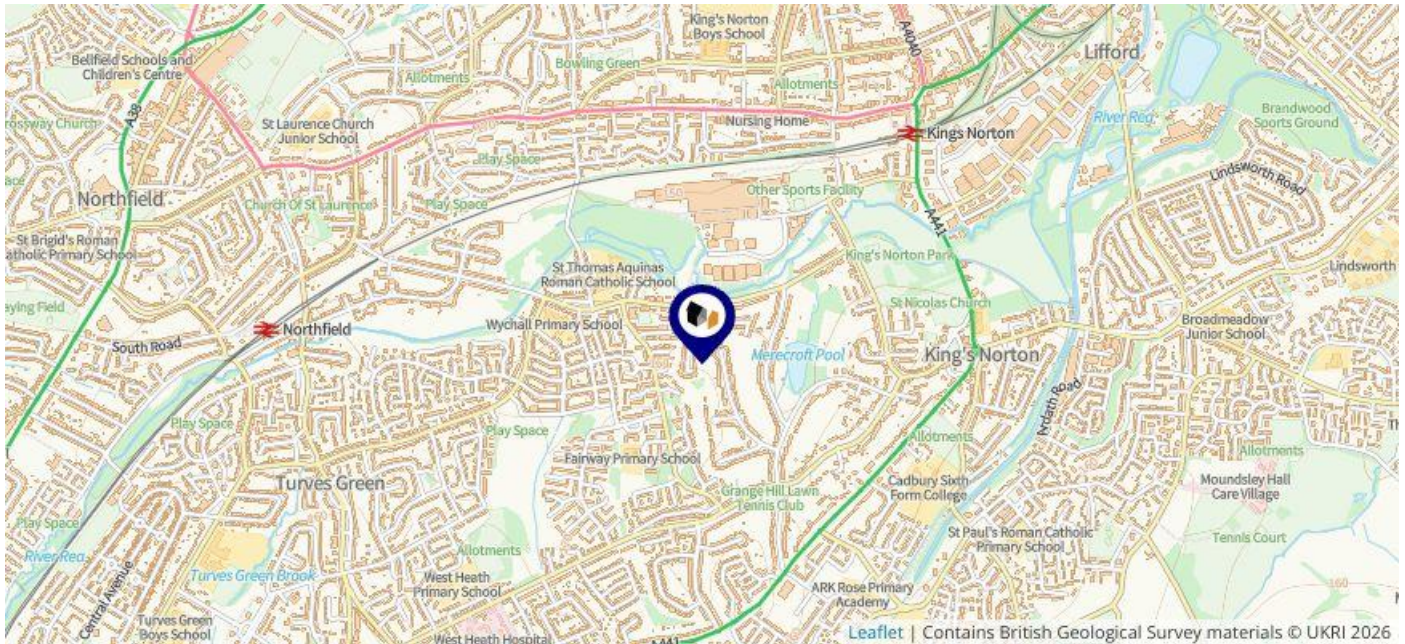 King's Norton
Boys School
A4040
Lifford
Bellfield Schools and
Children's Centre
Allotments
Bowling Green
Allotments
A38
Brandwood
Sports Ground
rossway Church
St Laurence Church
Junior School
Nursing Home
Kings Norton
River Rea
Play Space
Lindsworth Road
Northfield
Church Of St Laurence
Play Space
50
Other Sports Facility
A441
St Brigid's Roman
atholic Primary School
King's Norton Park
St Thomas Aquinas
Roman Catholic School
Lindsworth
aying Field
St Nicolas Church
Northfield
Wychall Primary School
Broadmeadow
Junior School
South Road
Merecroft Pool
King's Norton
Ardath Road
Play Space
Play Space
Allotments
Fairway Primary School
Allotments
Turves Green
Cadbury Sixth
Form College
Moundsley Hall
Care Village
Grange Hill Lawn
Tennis Club
Play Space
St Paul's Roman Catholic
Primary School
Tennis Court
River Rea
Allotments
Turves Green Brook
West Heath
Primary School
ARK Rose Primary
Academy
160
Central Avenue
Turves Green
Boys School
West Heath Hospital
A441
Leaflet | Contains British Geological Survey materials © UKRI 2026